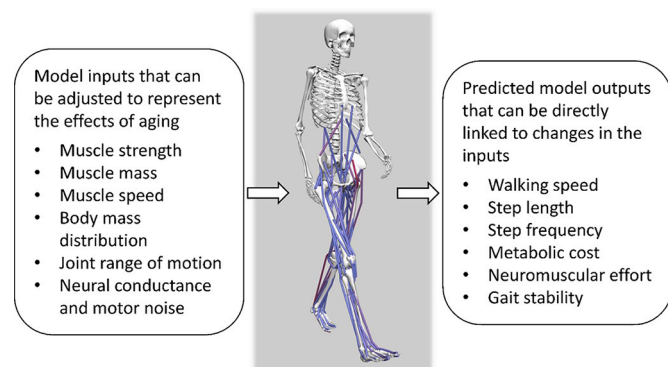 Model inputs that can
be adjusted to represent
the effects of aging
• Muscle strength
• Muscle mass
• Muscle speed
• Body mass
distribution
• Joint range of motion
• Neural conductance
and motor noise
Predicted model outputs
that can be directly
linked to changes in the
inputs
• Walking speed
• Step length
• Step frequency
• Metabolic cost
• Neuromuscular effort
• Gait stability